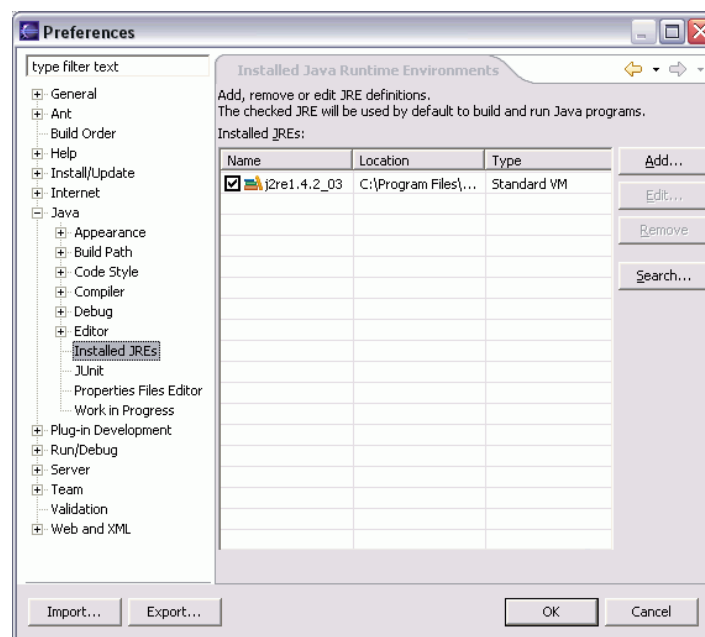 Preferences
type filter text
General
Ant
Build Order
Help
Install/Update
Internet
Java
Appearance
Build Path
Code Style
Compiler
Debug
Editor
Installed JREs
JUnit
Properties Files Editor
Work in Progress
Plug-in Development
Run/Debug
Server
Team
Validation
Web and XML
Installed Java Runtime Environments
Add, remove or edit JRE definitions.
The checked JRE will be used by default to build and run Java programs.
Installed JREs:
Name Location Type
j2re1.4.2_03 C:\Program Files\... Standard VM
Add...
Edit...
Remove
Search...
Import... Export... OK Cancel